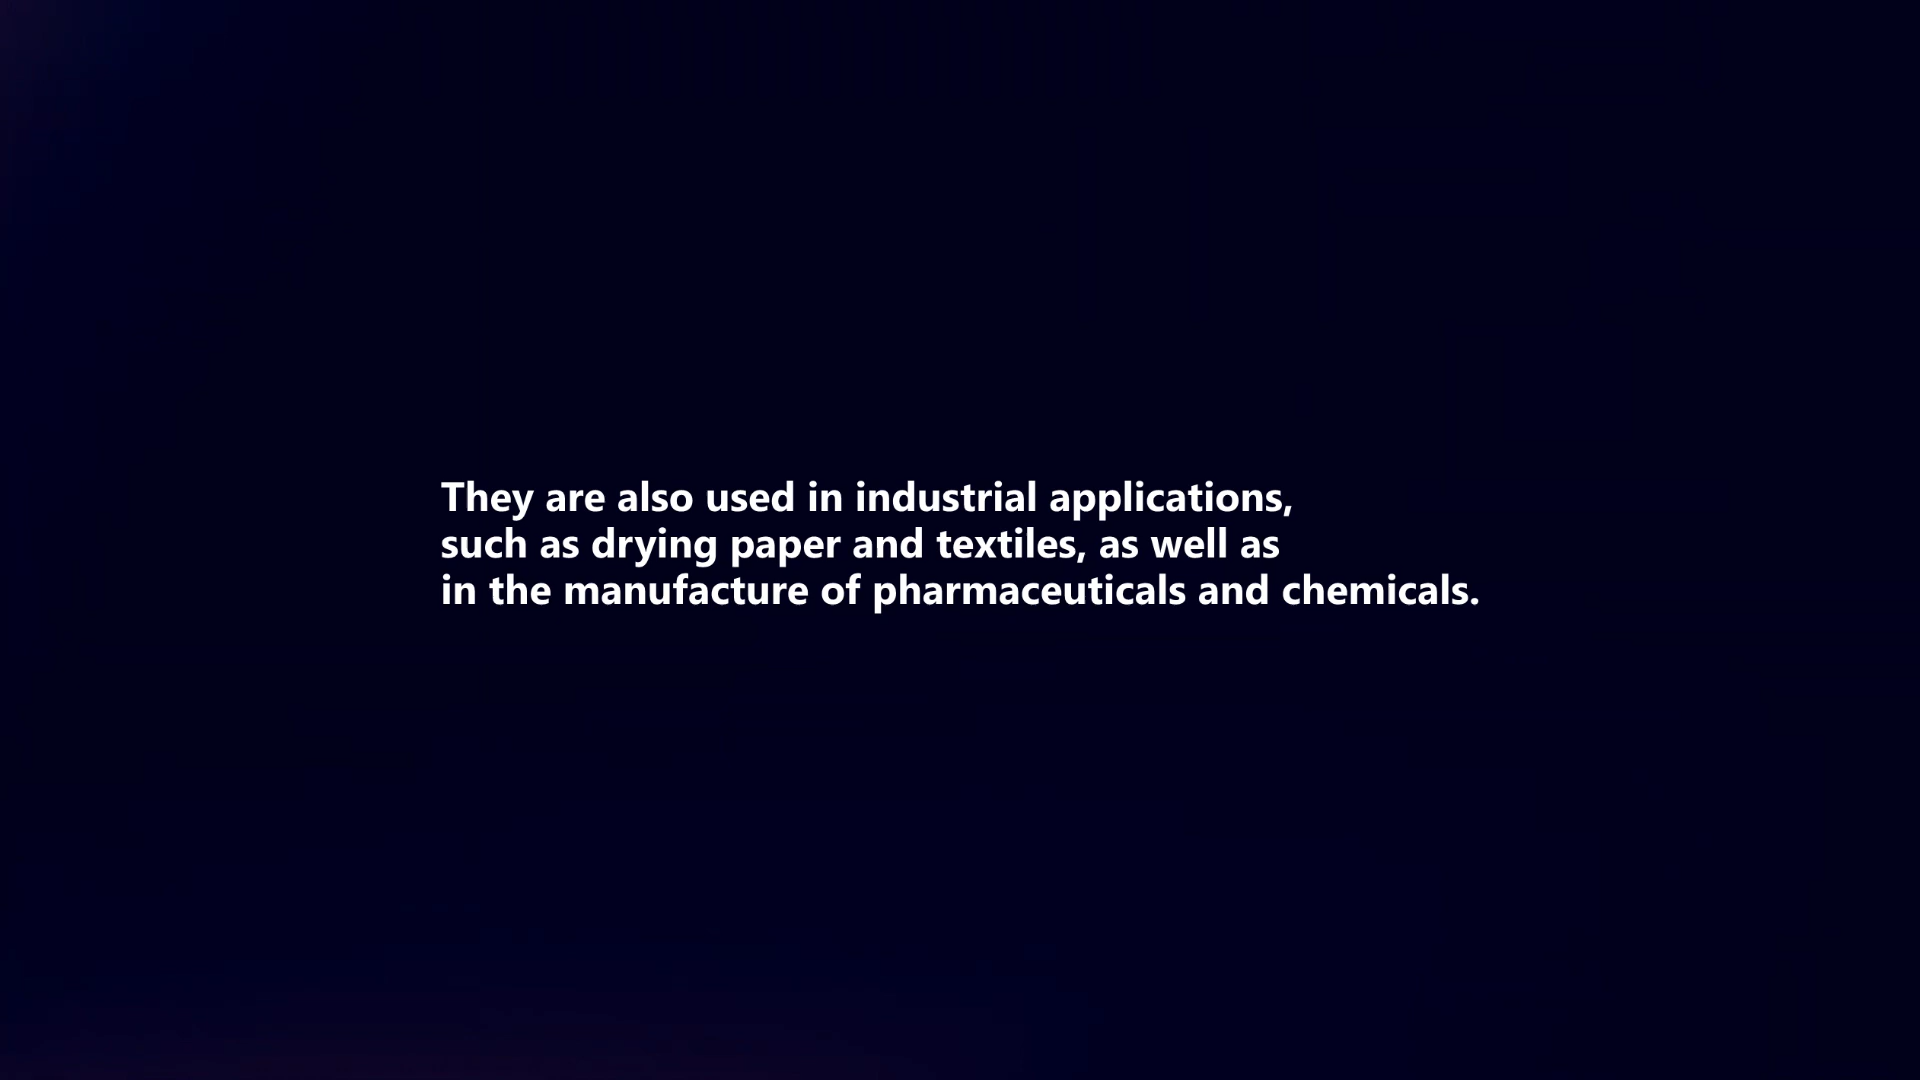 They are also used in industrial applications,
such as drying paper and textiles, as well as
in the manufacture of pharmaceuticals and chemicals.